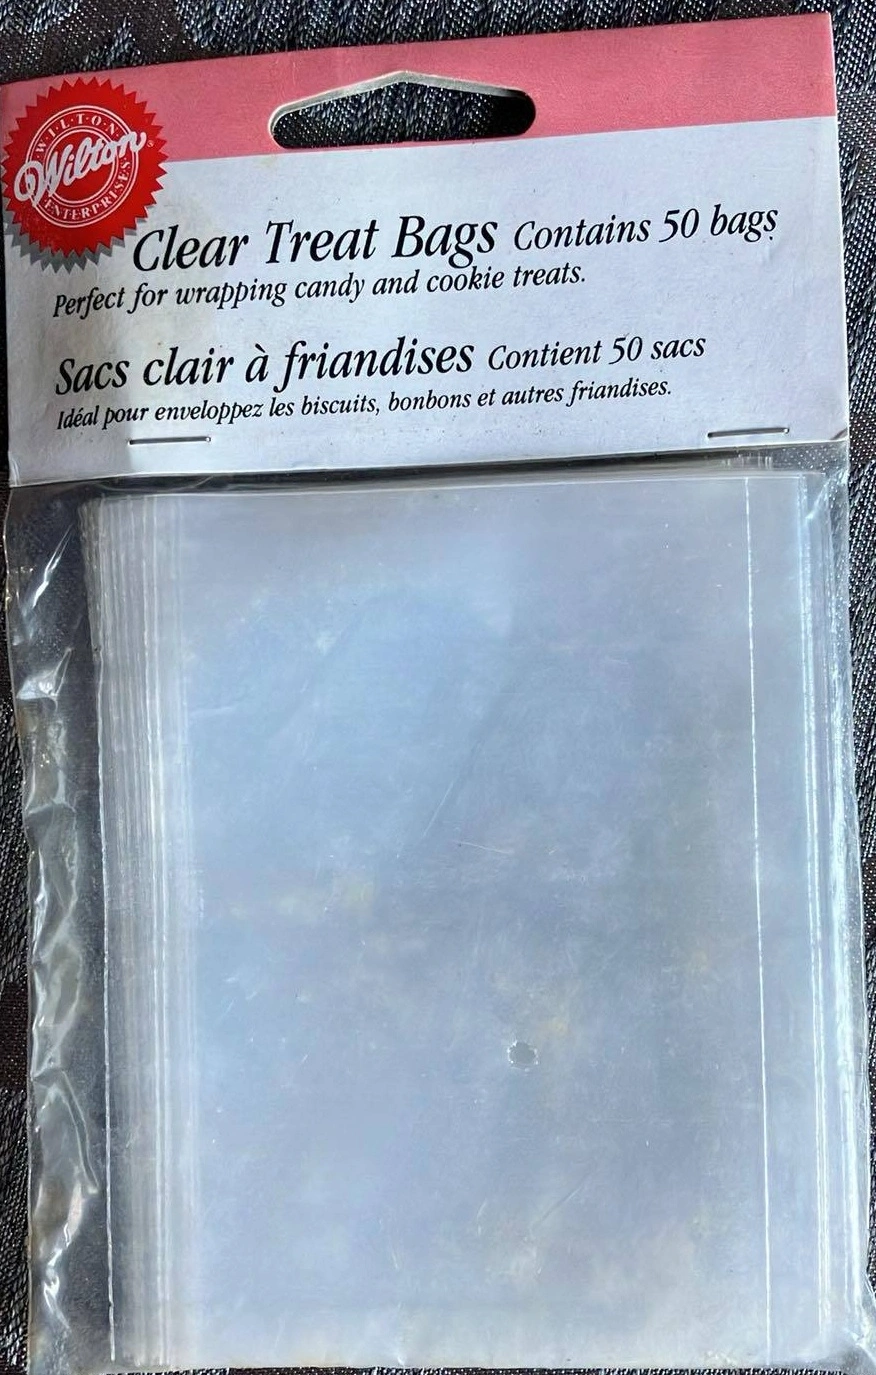 WILTON
Wilton®
ENTERPRISES
Clear Treat Bags Contains 50 bags
Perfect for wrapping candy and cookie treats.
Sacs clair à friandises Contient 50 sacs
Idéal pour enveloppez les biscuits, bonbons et autres friandises.